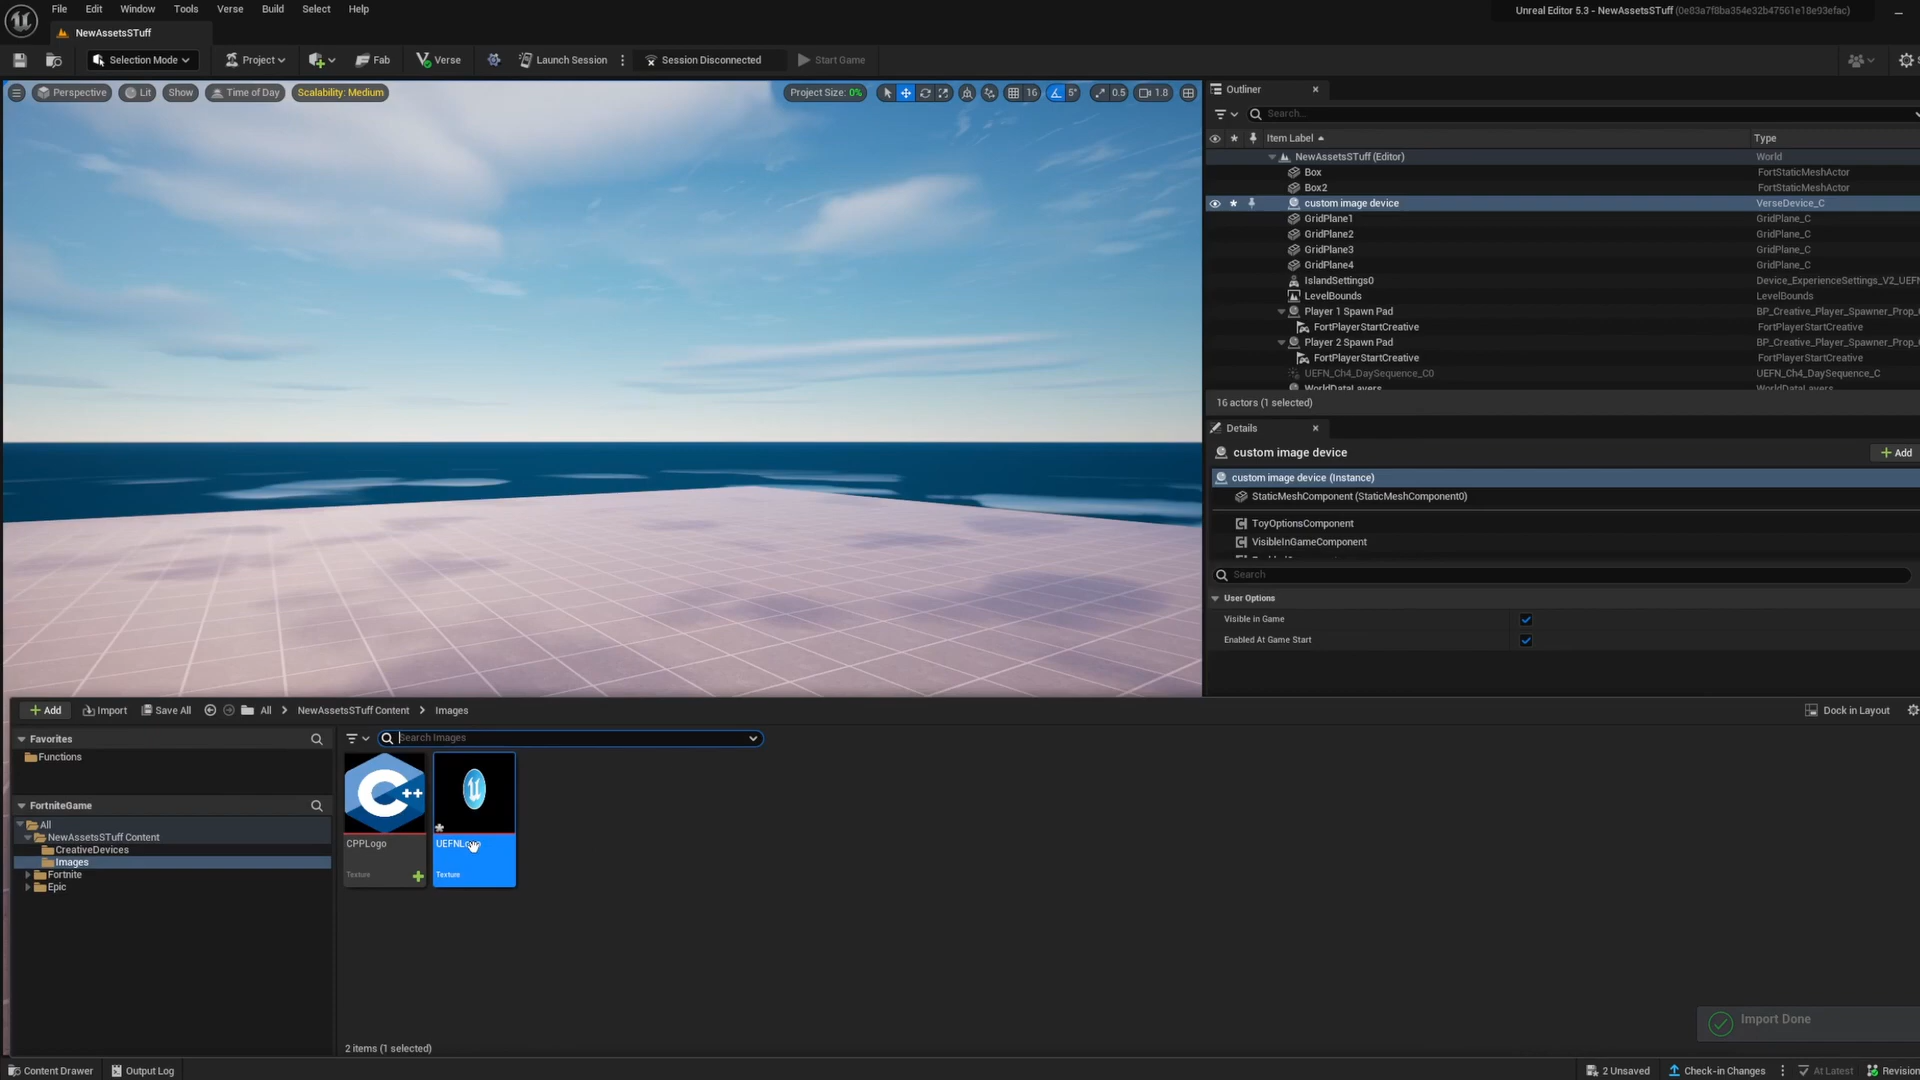 File Edit Window Tools Verse Build Select Help
Unreal Editor 5.3 - NewAssetsSTuff (0e83a7f8ba354e32b47561e18e93efac)
NewAssetsSTuff
Selection Mode Project Fab Verse Launch Session Session Disconnected Start Game
Perspective Lit Show Time of Day Scalability: Medium Project Size: 0% 16 5° 0.5 1.8
Outliner
Search...
Item Label Type
NewAssetsSTuff (Editor) World
Box FortStaticMeshActor
Box2 FortStaticMeshActor
custom image device VerseDevice_C
GridPlane1 GridPlane_C
GridPlane2 GridPlane_C
GridPlane3 GridPlane_C
GridPlane4 GridPlane_C
IslandSettings0 Device_ExperienceSettings_V2_UEFN
LevelBounds LevelBounds
Player 1 Spawn Pad BP_Creative_Player_Spawner_Prop_
FortPlayerStartCreative FortPlayerStartCreative
Player 2 Spawn Pad BP_Creative_Player_Spawner_Prop_
FortPlayerStartCreative FortPlayerStartCreative
UEFN_Ch4_DaySequence_C0 UEFN_Ch4_DaySequence_C
WorldDataLayers WorldDataLayers
16 actors (1 selected)
Details
custom image device
Add
custom image device (Instance)
StaticMeshComponent (StaticMeshComponent0)
ToyOptionsComponent
VisibleInGameComponent
Search
User Options
Visible in Game
Enabled At Game Start
Add Import Save All All NewAssetsSTuff Content Images Dock in Layout
Favorites
Search Images
Functions
C++
FortniteGame
All
NewAssetsSTuff Content
CreativeDevices
Images
Fortnite
Epic
CPPLogo
Texture
Texture
Import Done
2 items (1 selected)
Content Drawer Output Log 2 Unsaved Check-in Changes At Latest Revision